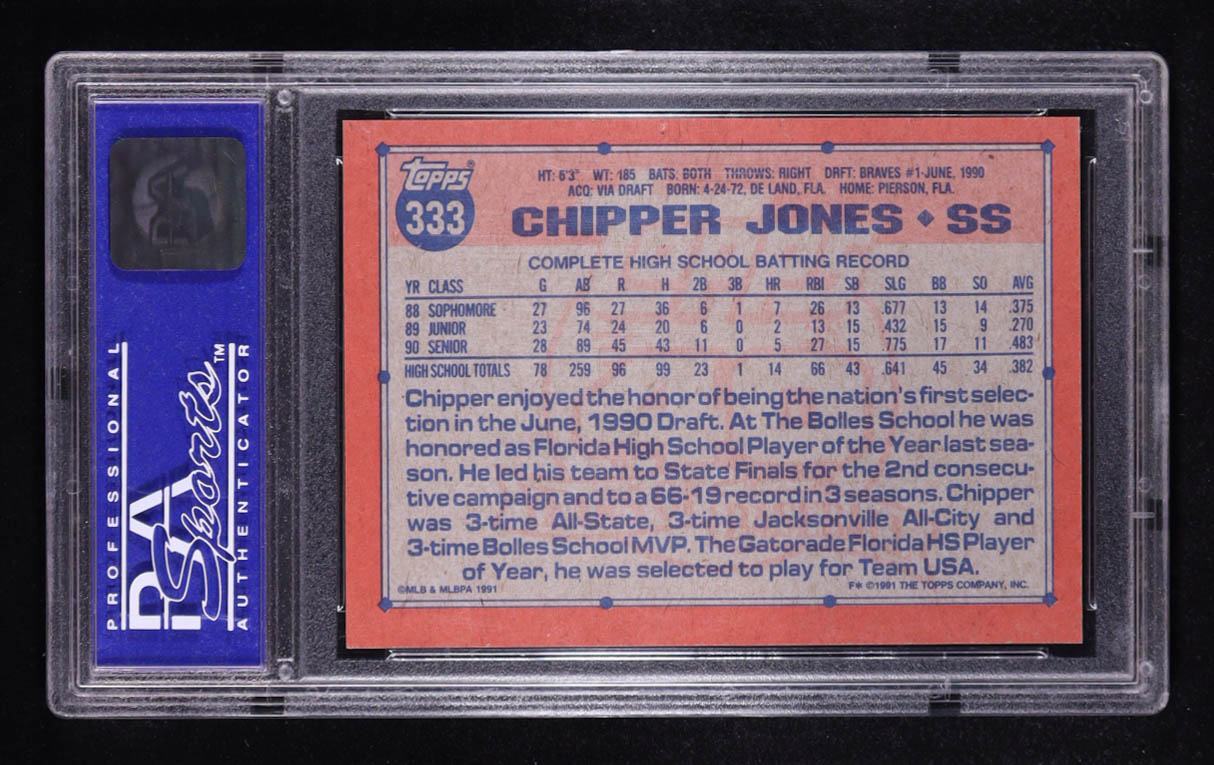 PROFESSIONAL
PSA Sports™
AUTHENTICATOR
PSA
Topps®
333
HT: 6'3" WT: 185 BATS: BOTH THROWS: RIGHT DRFT: BRAVES #1-JUNE, 1990
ACQ: VIA DRAFT BORN: 4-24-72, DE LAND, FLA. HOME: PIERSON, FLA.
CHIPPER JONES ◆ SS
COMPLETE HIGH SCHOOL BATTING RECORD
YR CLASS G AB R H 2B 3B HR RBI SB SLG BB SO AVG
88 SOPHOMORE 27 96 27 36 6 1 7 26 13 .677 13 14 .375
89 JUNIOR 23 74 24 20 6 0 2 13 15 .432 15 9 .270
90 SENIOR 28 89 45 43 11 0 5 27 15 .775 17 11 .483
HIGH SCHOOL TOTALS 78 259 96 99 23 1 14 66 43 .641 45 34 .382
Chipper enjoyed the honor of being the nation's first selec-
tion in the June, 1990 Draft. At The Bolles School he was
honored as Florida High School Player of the Year last sea-
son. He led his team to State Finals for the 2nd consecu-
tive campaign and to a 66-19 record in 3 seasons. Chipper
was 3-time All-State, 3-time Jacksonville All-City and
3-time Bolles School MVP. The Gatorade Florida HS Player
of Year, he was selected to play for Team USA.
©MLB & MLBPA 1991
F* ©1991 THE TOPPS COMPANY, INC.